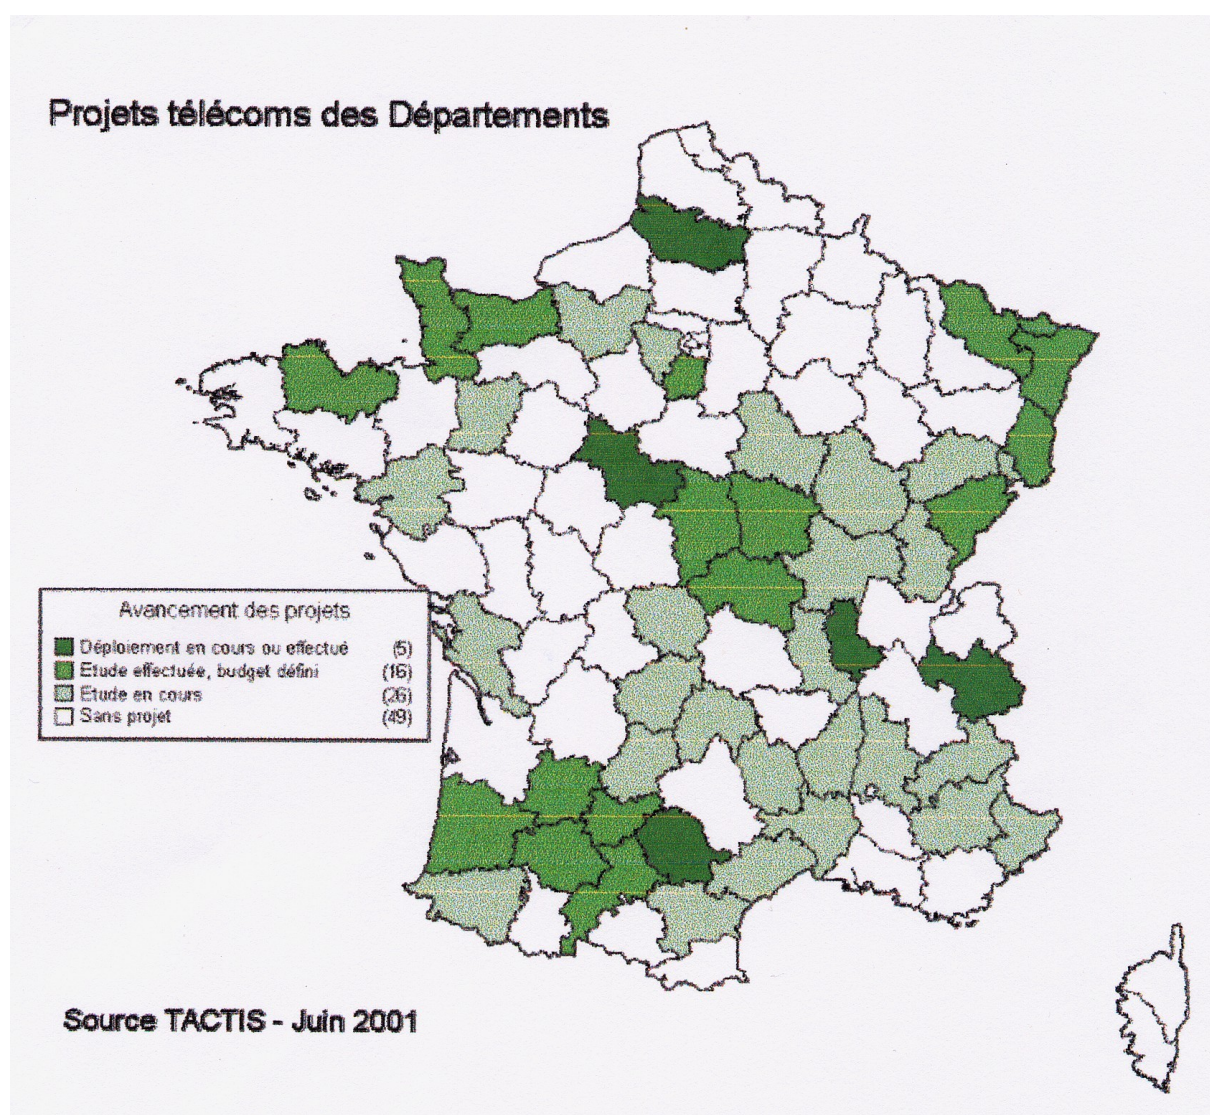 Projets télécoms des Départements
Avancement des projets
Déploiement en cours ou effectué (5)
Etude effectuée, budget défini (16)
Etude en cours (26)
Sans projet (49)
Source TACTIS - Juin 2001